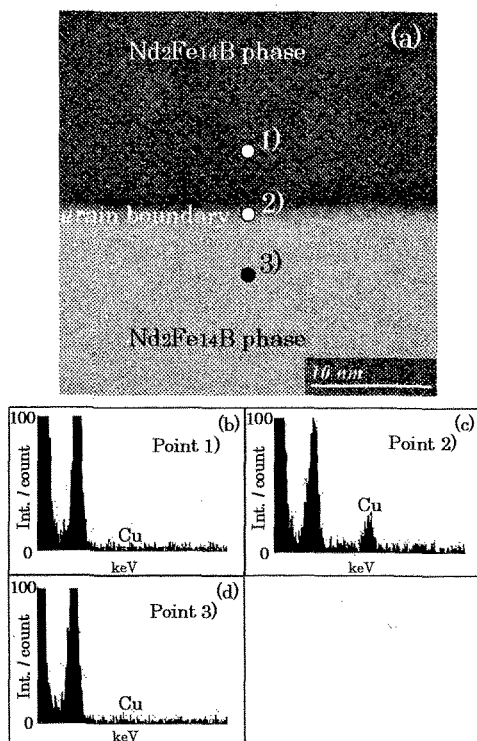 (a)
Nd2Fe14B phase
1)
grain boundary 2)
3)
Nd2Fe14B phase
10 nm
100 (b)
Point 1)
Int. / count
Cu
0
keV
100 (c)
Point 2)
Int. / count
Cu
0
keV
100 (d)
Point 3)
Int. / count
Cu
0
keV